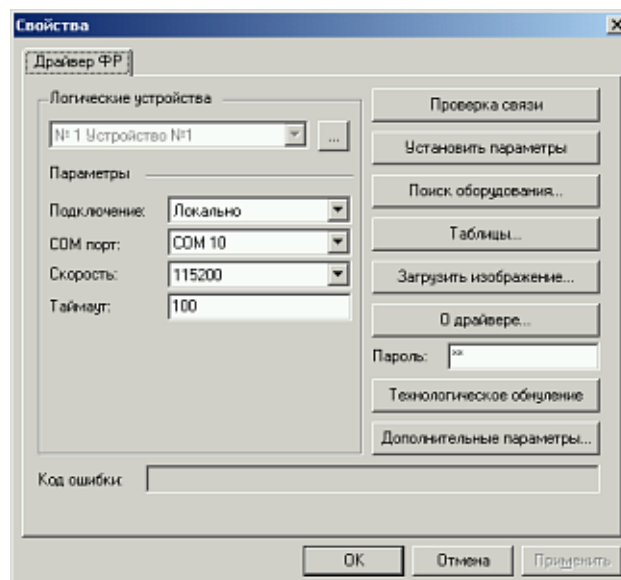 Свойства
Драйвер ФР
Логические устройства
№ 1 Устройство №1
...
Параметры
Подключение:
Локально
COM порт:
COM 10
Скорость:
115200
Таймаут:
100
Проверка связи
Установить параметры
Поиск оборудования...
Таблицы...
Загрузить изображение...
О драйвере...
Пароль:
**
Технологическое обнуление
Дополнительные параметры...
Код ошибки:
OK
Отмена
Применить